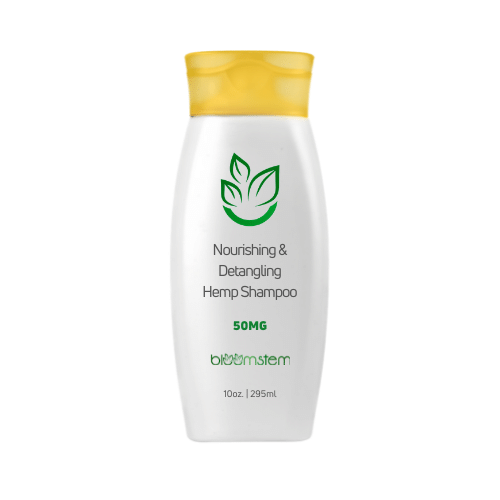 Nourishing &
Detangling
Hemp Shampoo
50MG
bloomstem
10oz. | 295ml